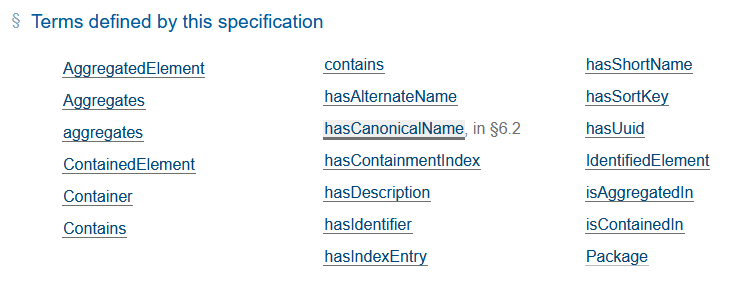 § Terms defined by this specification
AggregatedElement
Aggregates
aggregates
ContainedElement
Container
Contains
contains
hasAlternateName
hasCanonicalName, in §6.2
hasContainmentIndex
hasDescription
hasIdentifier
hasIndexEntry
hasShortName
hasSortKey
hasUuid
IdentifiedElement
isAggregatedIn
isContainedIn
Package